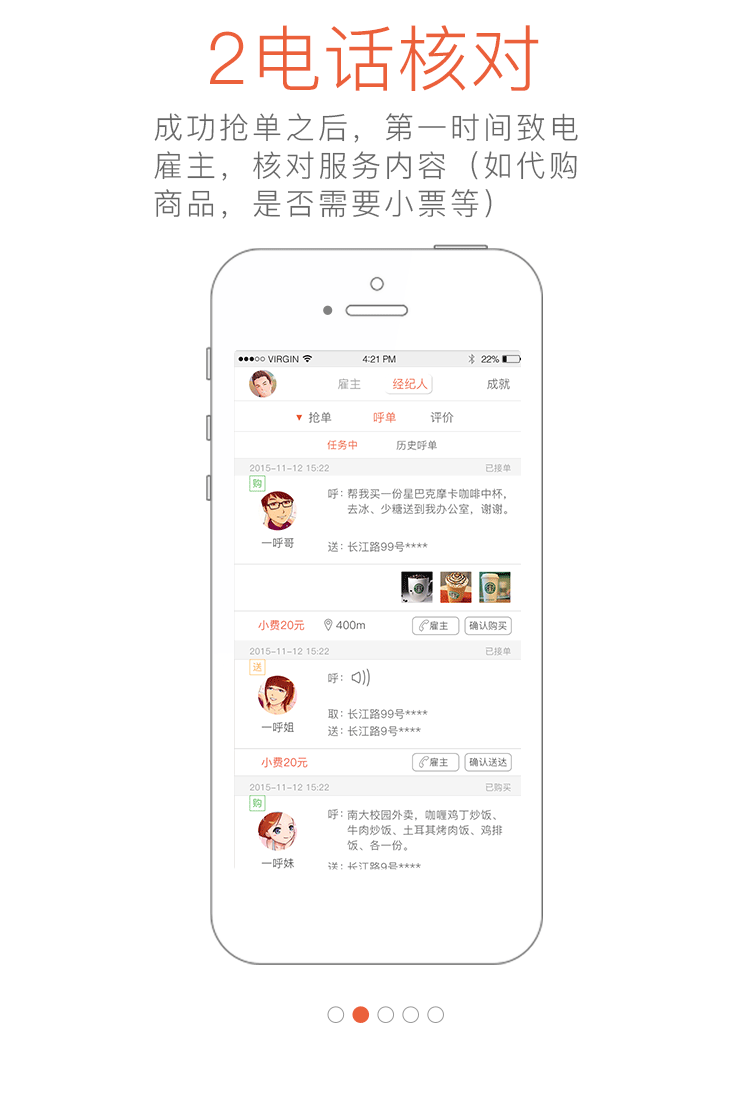 2电话核对
成功抢单之后，第一时间致电
雇主，核对服务内容（如代购
商品，是否需要小票等）
VIRGIN 4:21 PM 22%
雇主 经纪人 成就
▼ 抢单 呼单 评价
任务中 历史呼单
2015-11-12 15:22 已接单
购
呼：帮我买一份星巴克摩卡咖啡中杯，
去冰、少糖送到我办公室，谢谢。
一呼哥
送：长江路99号****
小费20元 400m 雇主 确认购买
2015-11-12 15:22 已接单
送
呼：
取：长江路99号****
一呼姐
送：长江路9号****
小费20元 雇主 确认送达
2015-11-12 15:22 已购买
购
呼：南大校园外卖，咖喱鸡丁炒饭、
牛肉炒饭、土耳其烤肉饭、鸡排
饭、各一份。
一呼妹
送：长江路9号****